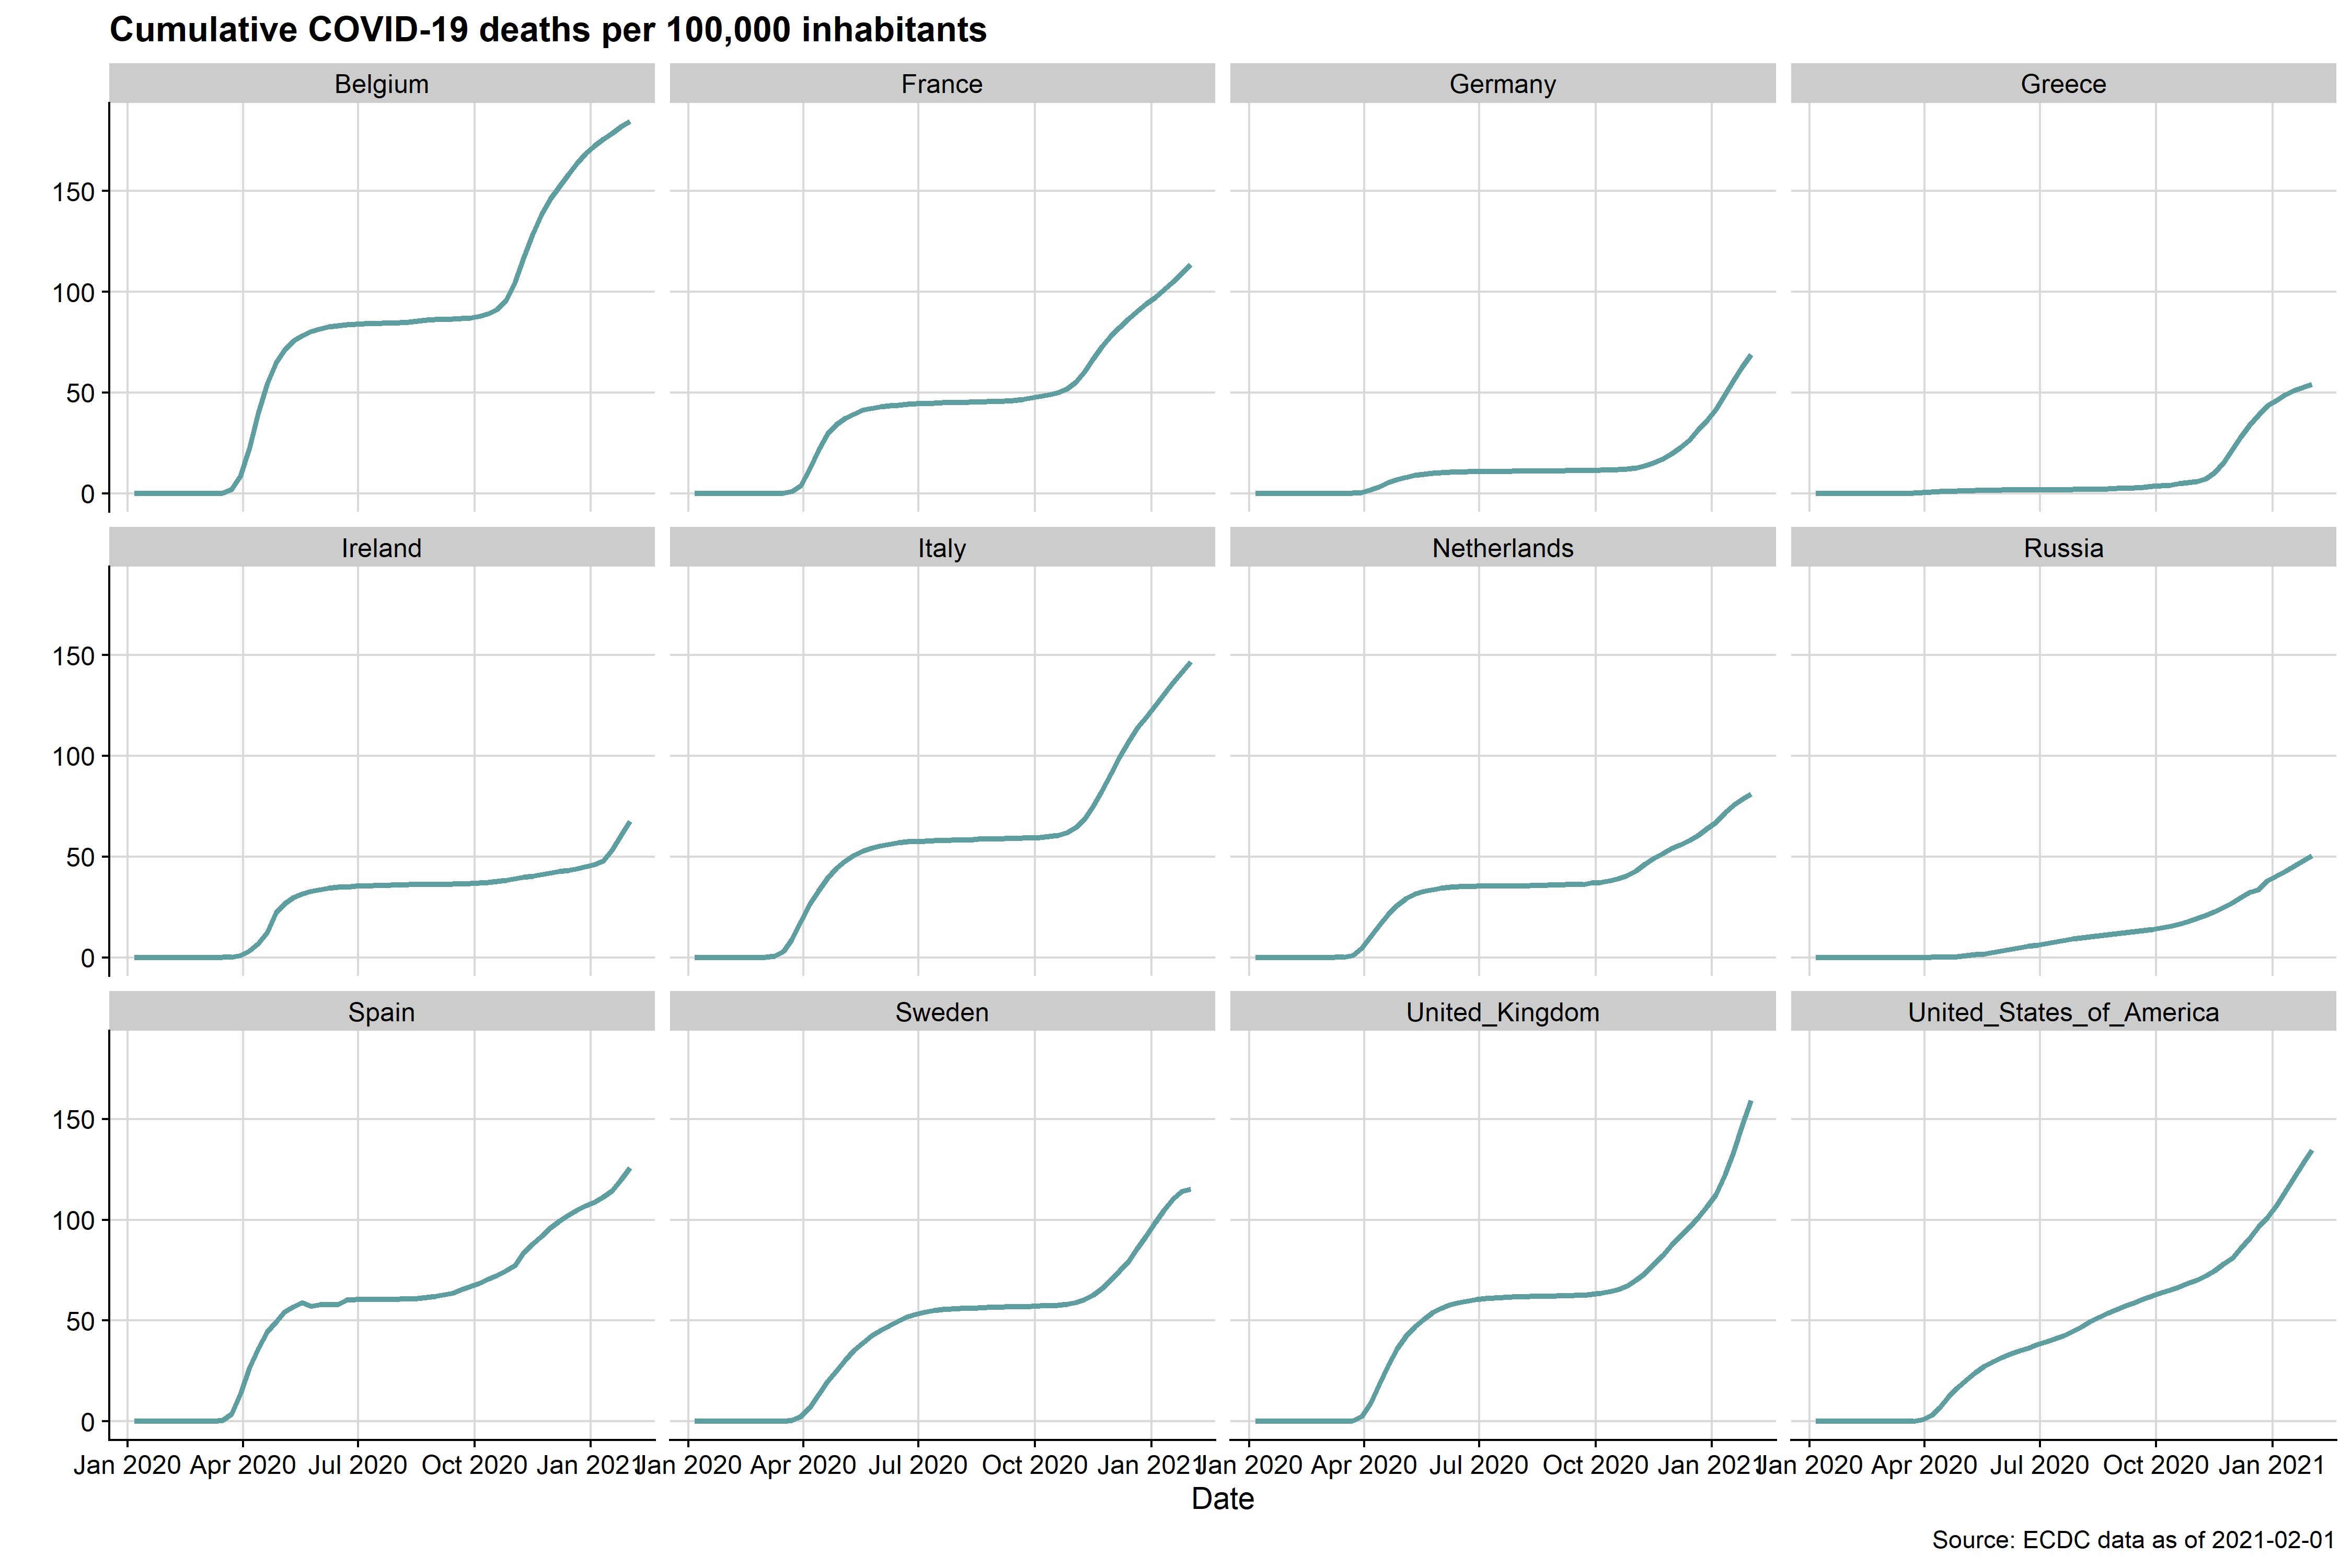 Cumulative COVID-19 deaths per 100,000 inhabitants
Belgium France Germany Greece
150
100
50
0
Ireland Italy Netherlands Russia
150
100
50
0
Spain Sweden United_Kingdom United_States_of_America
150
100
50
0
Jan 2020 Apr 2020 Jul 2020 Oct 2020 Jan 2021 Jan 2020 Apr 2020 Jul 2020 Oct 2020 Jan 2021 Jan 2020 Apr 2020 Jul 2020 Oct 2020 Jan 2021 Jan 2020 Apr 2020 Jul 2020 Oct 2020 Jan 2021
Date
Source: ECDC data as of 2021-02-01